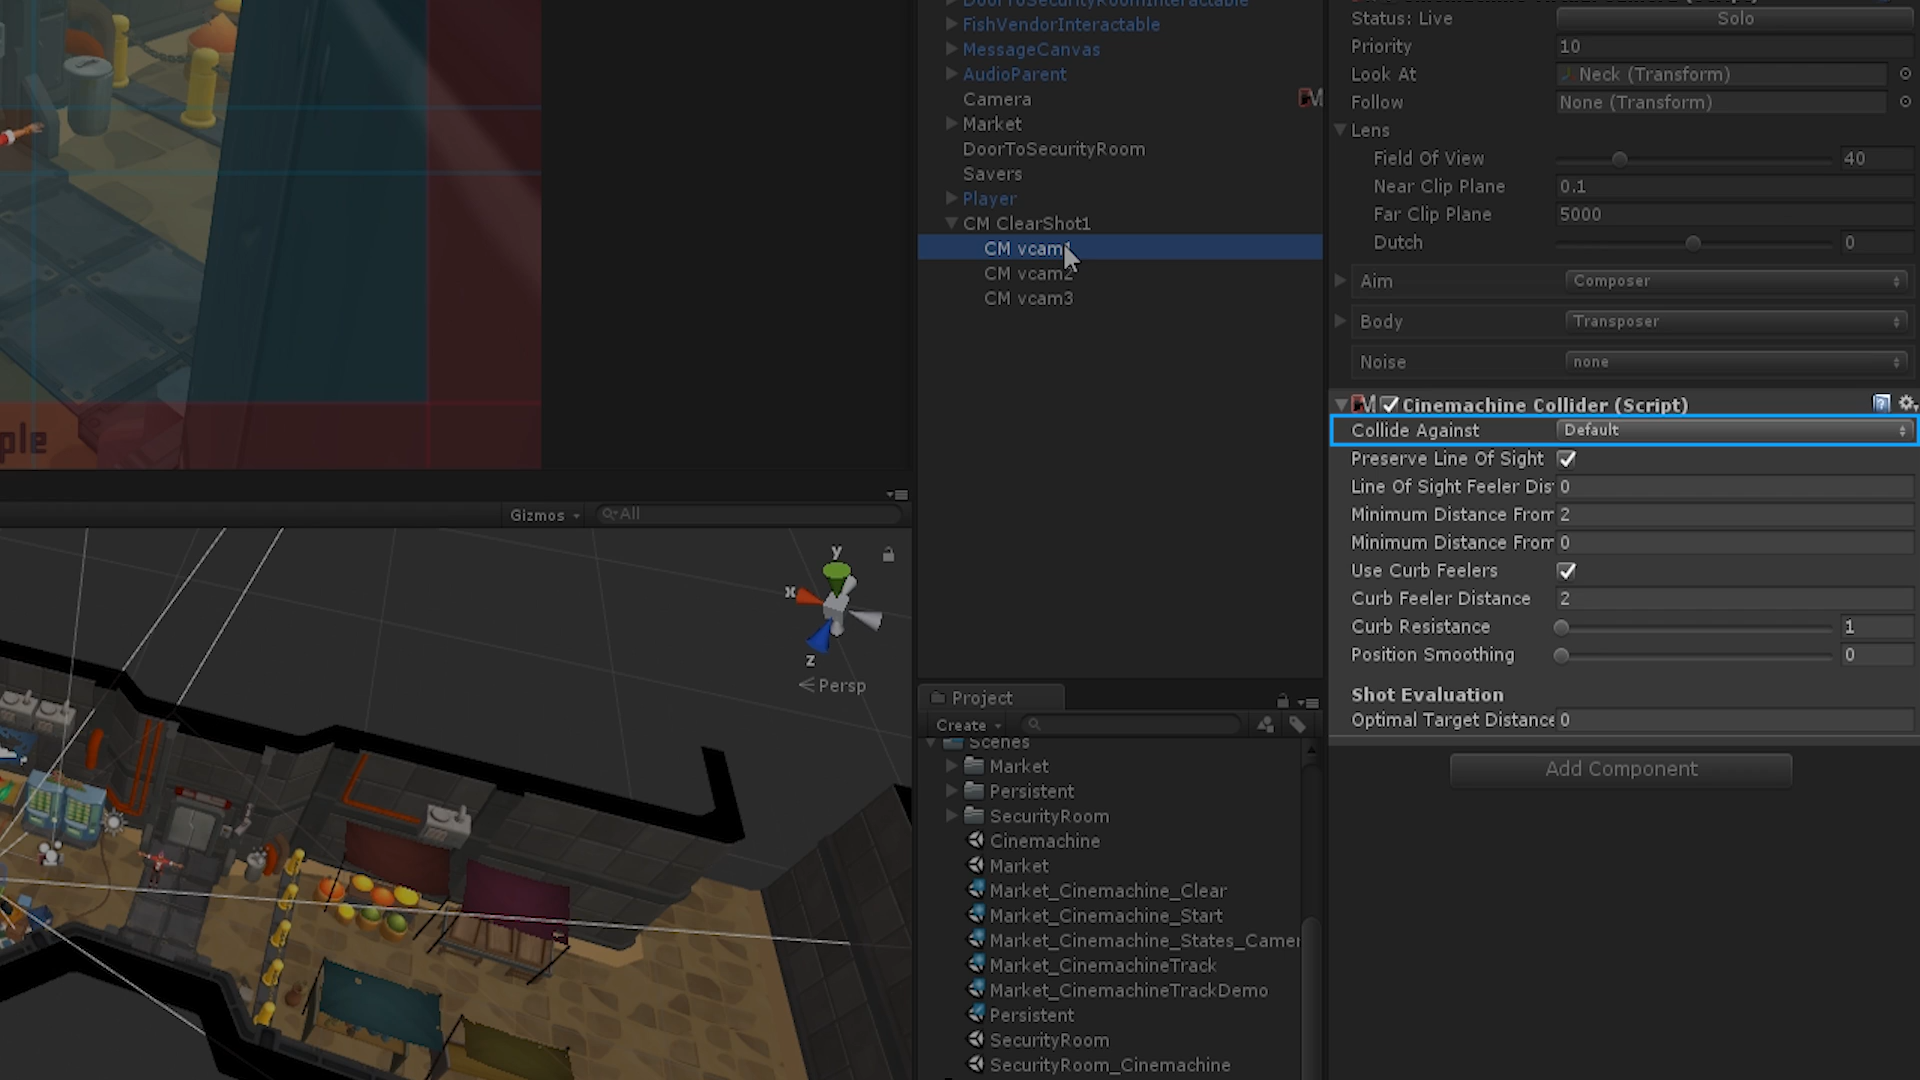 ple
Gizmos
All
y
x
z
Persp
DoorToSecurityRoomInteractable
FishVendorInteractable
MessageCanvas
AudioParent
Camera
Market
DoorToSecurityRoom
Savers
Player
CM ClearShot1
CM vcam1
CM vcam2
CM vcam3
Project
Create
Scenes
Market
Persistent
SecurityRoom
Cinemachine
Market
Market_Cinemachine_Clear
Market_Cinemachine_Start
Market_Cinemachine_States_Camer
Market_CinemachineTrack
Market_CinemachineTrackDemo
Persistent
SecurityRoom
SecurityRoom_Cinemachine
Status: Live Solo
Priority 10
Look At Neck (Transform)
Follow None (Transform)
Lens
Field Of View 40
Near Clip Plane 0.1
Far Clip Plane 5000
Dutch 0
Aim Composer
Body Transposer
Noise none
Cinemachine Collider (Script)
Collide Against Default
Preserve Line Of Sight
Line Of Sight Feeler Dis 0
Minimum Distance From 2
Minimum Distance From 0
Use Curb Feelers
Curb Feeler Distance 2
Curb Resistance 1
Position Smoothing 0
Shot Evaluation
Optimal Target Distance 0
Add Component